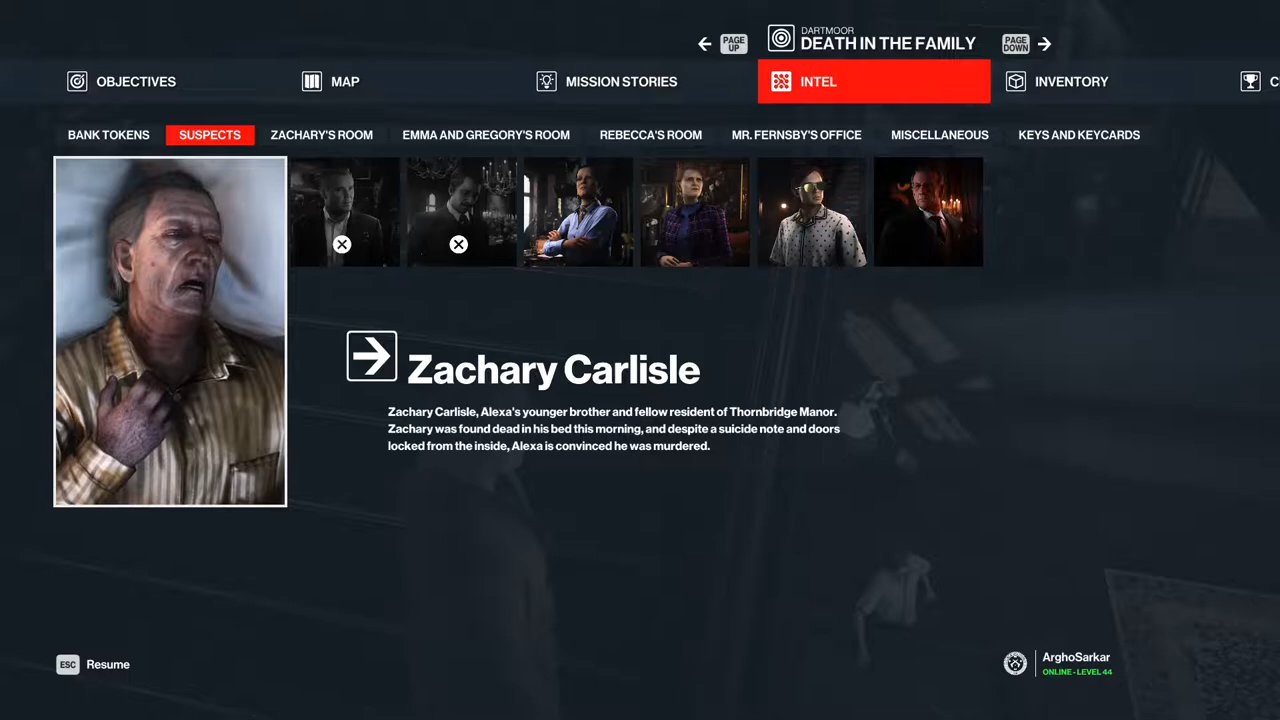 PAGE UP
DARTMOOR
DEATH IN THE FAMILY
PAGE DOWN
OBJECTIVES
MAP
MISSION STORIES
INTEL
INVENTORY
C
BANK TOKENS
SUSPECTS
ZACHARY'S ROOM
EMMA AND GREGORY'S ROOM
REBECCA'S ROOM
MR. FERNSBY'S OFFICE
MISCELLANEOUS
KEYS AND KEYCARDS
Zachary Carlisle
Zachary Carlisle, Alexa's younger brother and fellow resident of Thornbridge Manor.
Zachary was found dead in his bed this morning, and despite a suicide note and doors
locked from the inside, Alexa is convinced he was murdered.
ESC Resume
ArghoSarkar
ONLINE - LEVEL 44